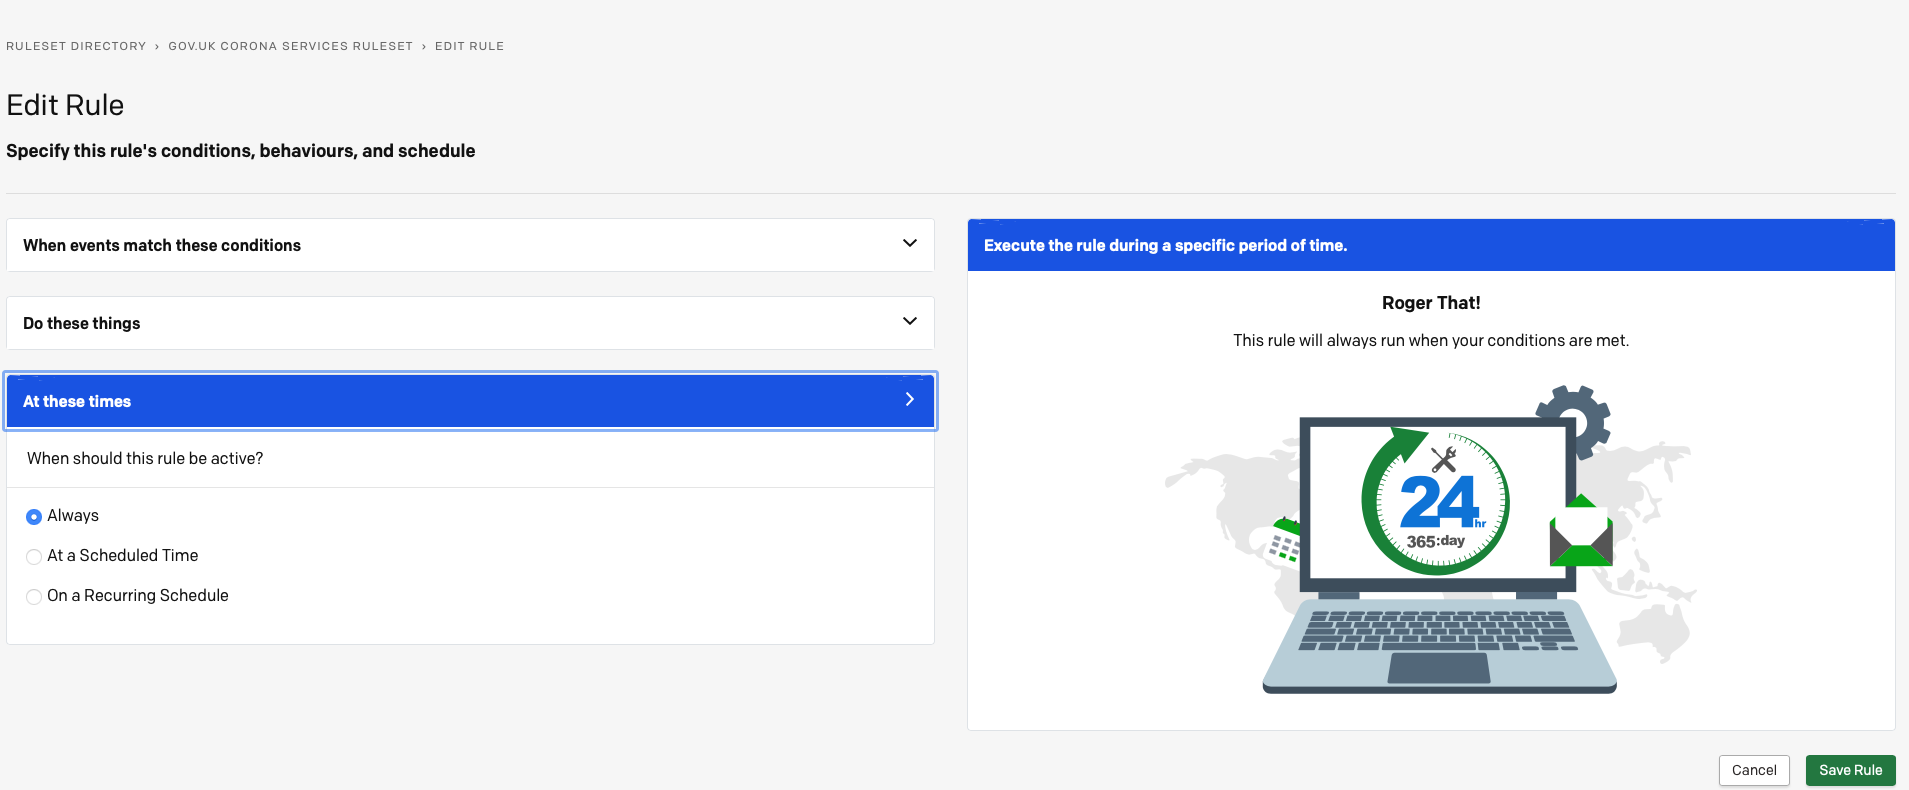 RULESET DIRECTORY › GOV.UK CORONA SERVICES RULESET › EDIT RULE
Edit Rule
Specify this rule's conditions, behaviours, and schedule
When events match these conditions
Do these things
At these times
When should this rule be active?
Always
At a Scheduled Time
On a Recurring Schedule
Execute the rule during a specific period of time.
Roger That!
This rule will always run when your conditions are met.
24hr
365:day
Cancel
Save Rule